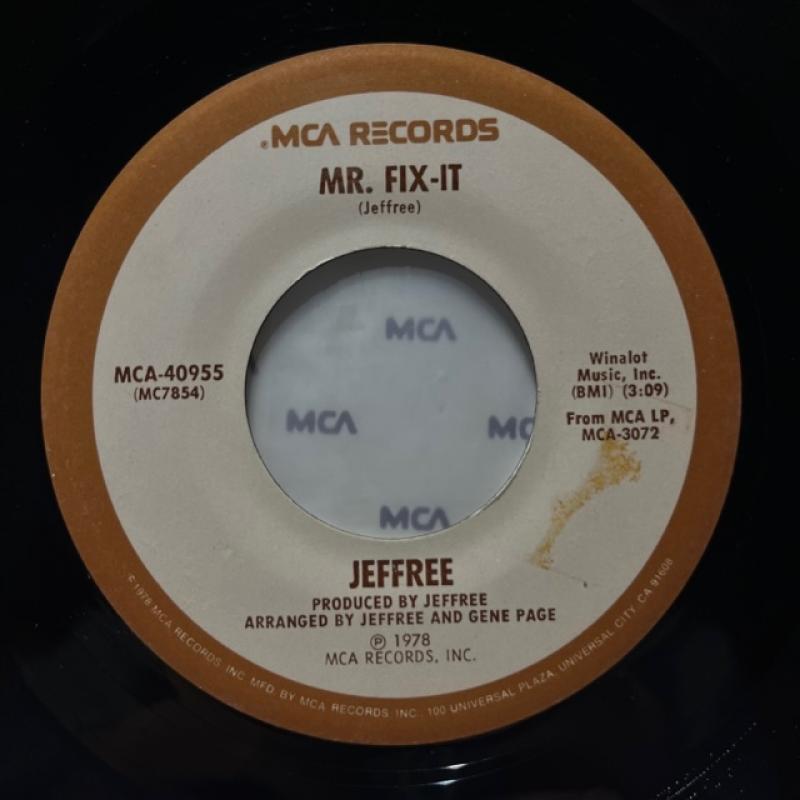 MCA RECORDS
MR. FIX-IT
(Jeffree)
MCA-40955
(MC7854)
Winalot
Music, Inc.
(BMI) (3:09)
From MCA LP,
MCA-3072
MCA
MCA
MC
MCA
JEFFREE
PRODUCED BY JEFFREE
ARRANGED BY JEFFREE AND GENE PAGE
℗ 1978
MCA RECORDS, INC.
© 1978 MCA RECORDS, INC. MFD. BY MCA RECORDS, INC., 100 UNIVERSAL PLAZA, UNIVERSAL CITY, CA 91608